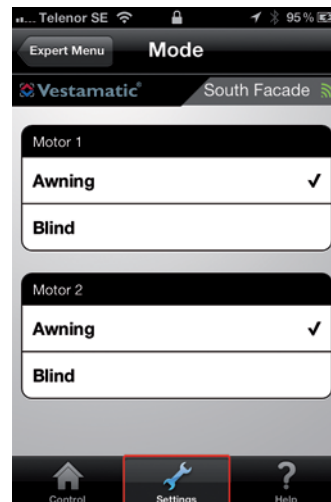 Telenor SE 95 %
Expert Menu Mode
Vestamatic® South Facade
Motor 1
Awning ✓
Blind
Motor 2
Awning ✓
Blind
Control Settings Help